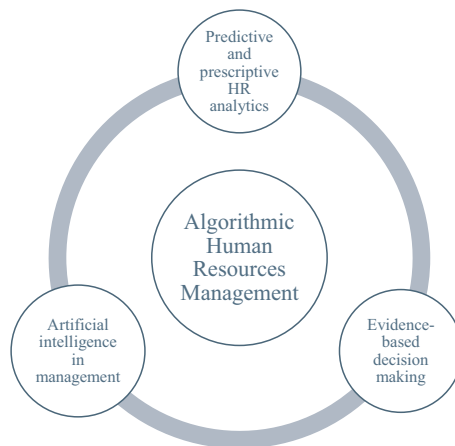 Predictive
and
prescriptive
HR
analytics
Algorithmic
Human
Resources
Management
Artificial
intelligence
in
management
Evidence-
based
decision
making